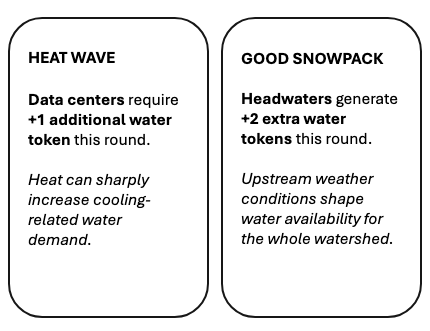 HEAT WAVE
Data centers require
+1 additional water
token this round.
Heat can sharply
increase cooling-
related water
demand.
GOOD SNOWPACK
Headwaters generate
+2 extra water
tokens this round.
Upstream weather
conditions shape
water availability for
the whole watershed.